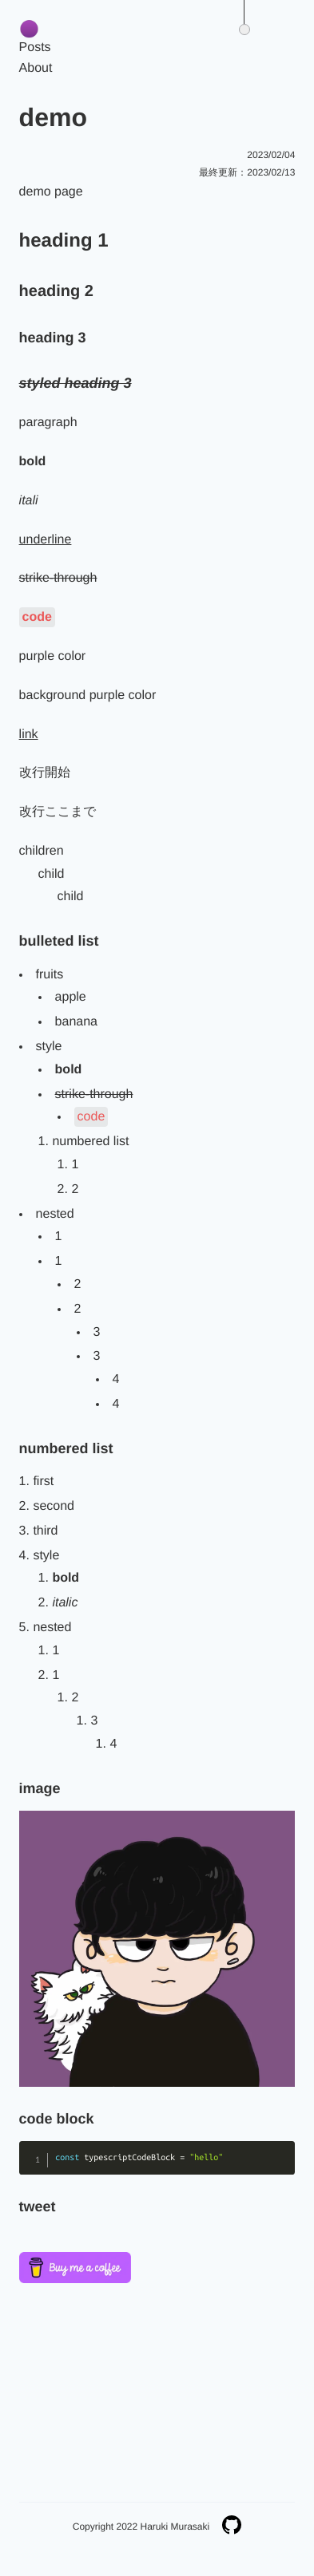 Posts
About
demo
2023/02/04
最終更新：2023/02/13
demo page
heading 1
heading 2
heading 3
styled heading 3
paragraph
bold
itali
underline
strike-through
code
purple color
background purple color
link
改行開始
改行ここまで
children
child
child
bulleted list
• fruits
• apple
• banana
• style
• bold
• strike-through
• code
1. numbered list
1. 1
2. 2
• nested
• 1
• 1
• 2
• 2
• 3
• 3
• 4
• 4
numbered list
1. first
2. second
3. third
4. style
1. bold
2. italic
5. nested
1. 1
2. 1
1. 2
1. 3
1. 4
image
code block
1 const typescriptCodeBlock = "hello"
tweet
Buy me a coffee
Copyright 2022 Haruki Murasaki